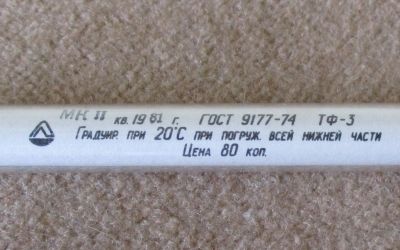 МК II кв. 1981 г. ГОСТ 9177-74 ТФ-3
Градуир. при 20°C при погруж. всей нижней части
Цена 80 коп.